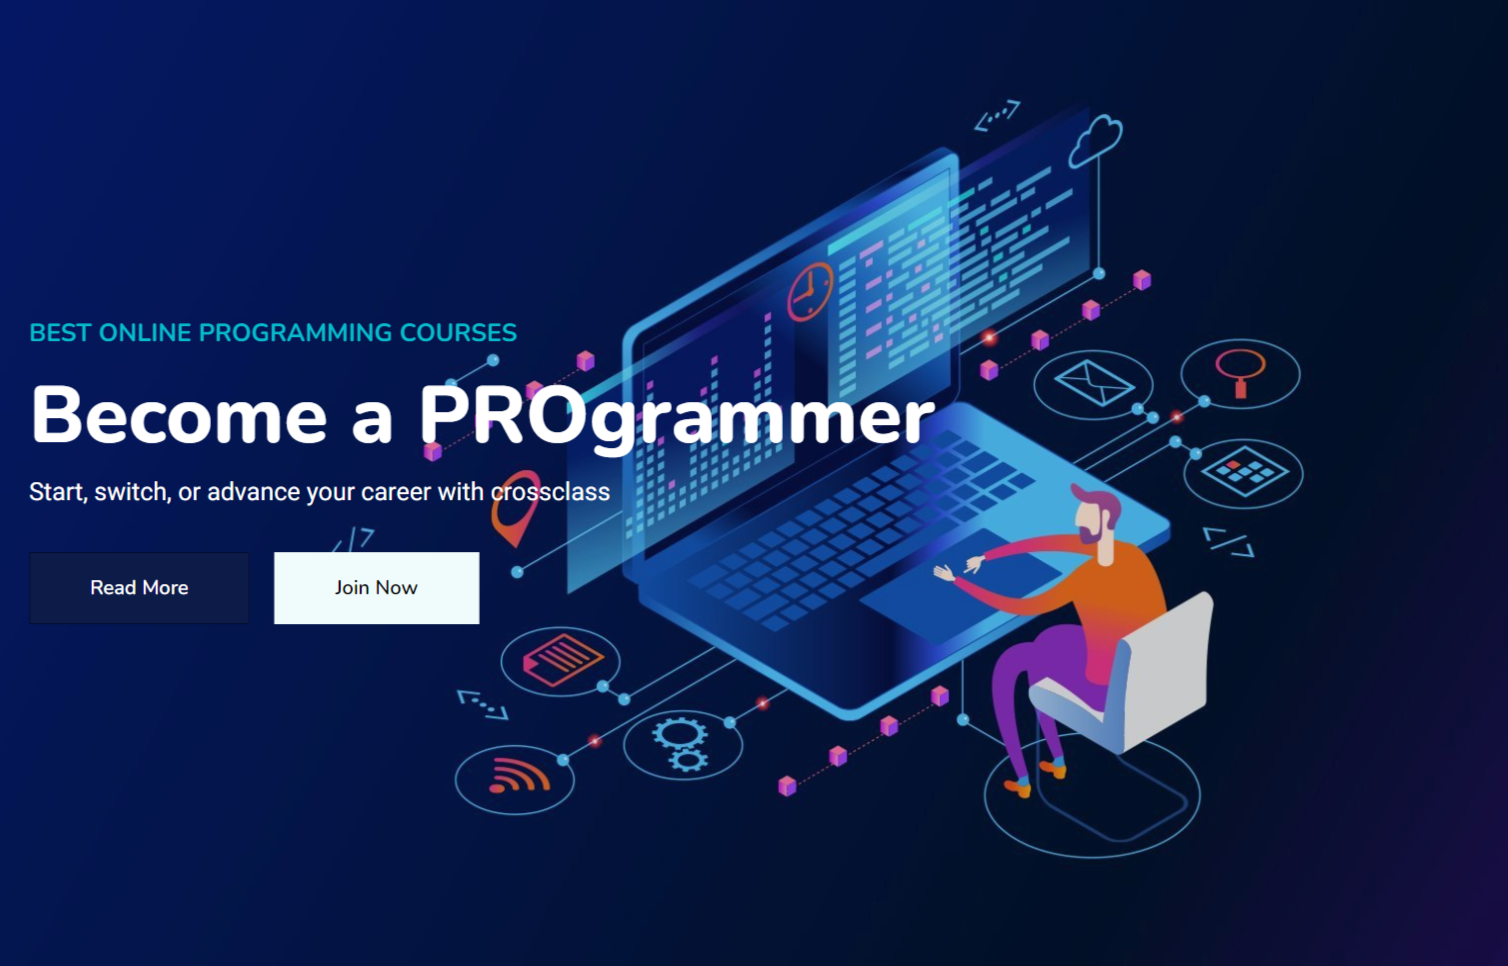 BEST ONLINE PROGRAMMING COURSES
Become a PROgrammer
Start, switch, or advance your career with crossclass
Read More
Join Now